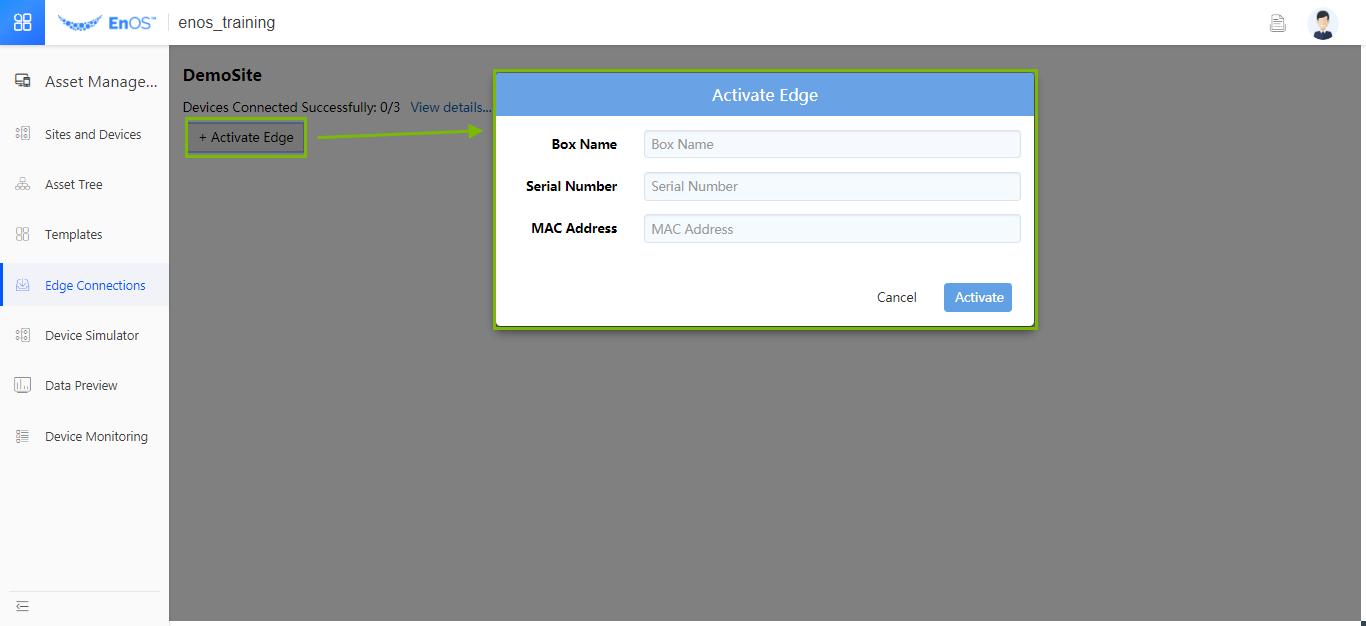 EnOS™
enos_training
Asset Manage...
Sites and Devices
Asset Tree
Templates
Edge Connections
Device Simulator
Data Preview
Device Monitoring
DemoSite
Devices Connected Successfully: 0/3 View details...
+ Activate Edge
Activate Edge
Box Name Box Name
Serial Number Serial Number
MAC Address MAC Address
Cancel Activate